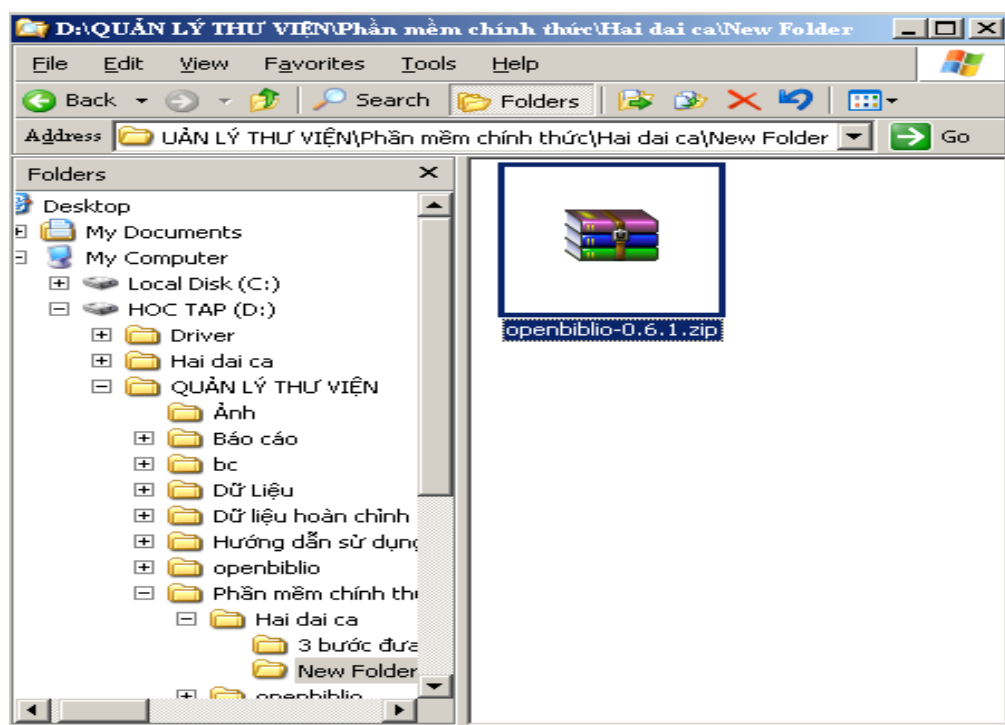 D:\QUẢN LÝ THƯ VIỆN\Phần mềm chính thức\Hai dai ca\New Folder
File Edit View Favorites Tools Help
Back Search Folders
Address UẢN LÝ THƯ VIỆN\Phần mềm chính thức\Hai dai ca\New Folder Go
Folders
Desktop
My Documents
My Computer
Local Disk (C:)
HOC TAP (D:)
Driver
Hai dai ca
QUẢN LÝ THƯ VIỆN
Ảnh
Báo cáo
bc
Dữ Liệu
Dữ liệu hoàn chỉnh
Hướng dẫn sử dụng
openbiblio
Phần mềm chính thứ
Hai dai ca
3 bước đưa
New Folder
openbiblio
openbiblio-0.6.1.zip